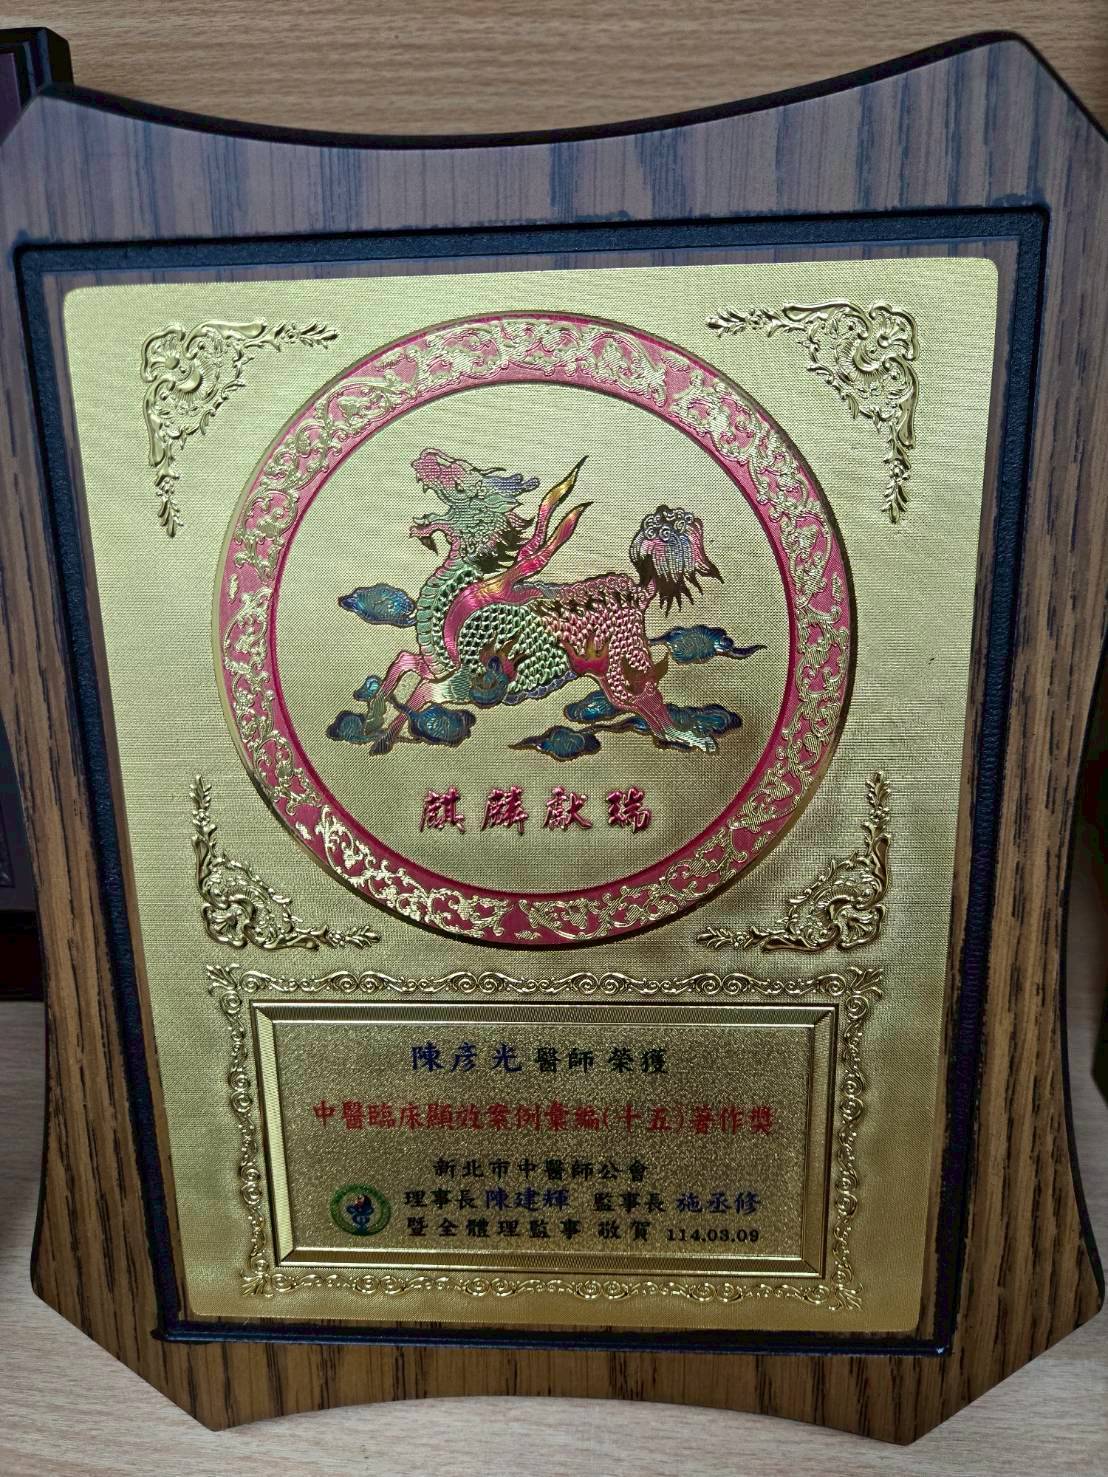 麒麟獻瑞
陳彥光醫師榮獲
中醫臨床顯效案例彙編(十五)著作獎
新北市中醫師公會
理事長陳建輝 監事長施丞修
暨全體理監事 敬賀 114.03.09